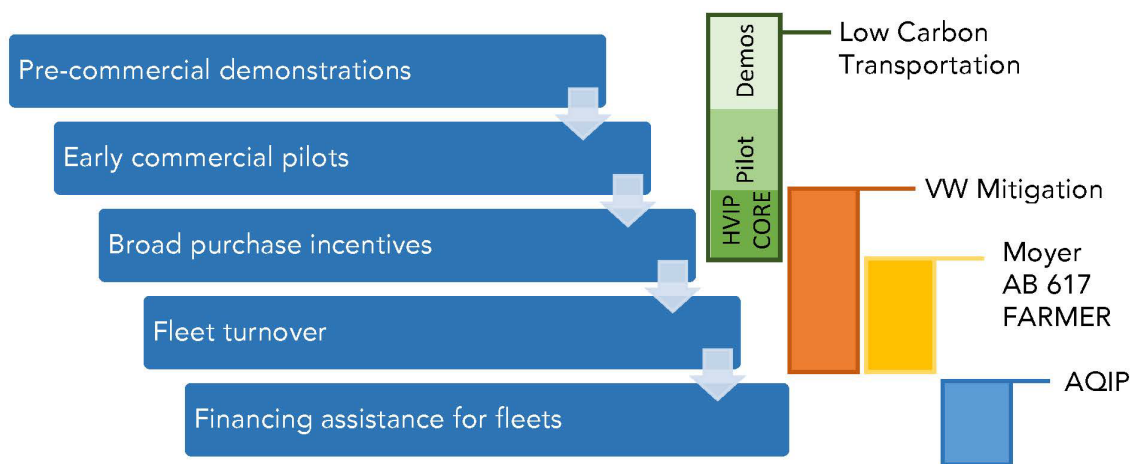 Pre-commercial demonstrations
Early commercial pilots
Broad purchase incentives
Fleet turnover
Financing assistance for fleets
Demos
Pilot
HVIP
CORE
Low Carbon
Transportation
VW Mitigation
Moyer
AB 617
FARMER
AQIP